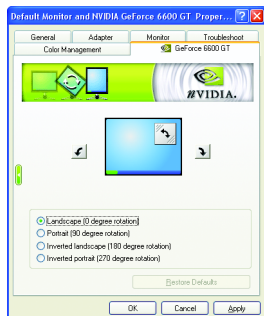 Default Monitor and NVIDIA GeForce 6600 GT Proper...
General Adapter Monitor Troubleshoot
Color Management GeForce 6600 GT
NVIDIA.
Landscape (0 degree rotation)
Portrait (90 degree rotation)
Inverted landscape (180 degree rotation)
Inverted portrait (270 degree rotation)
Restore Defaults
OK Cancel Apply